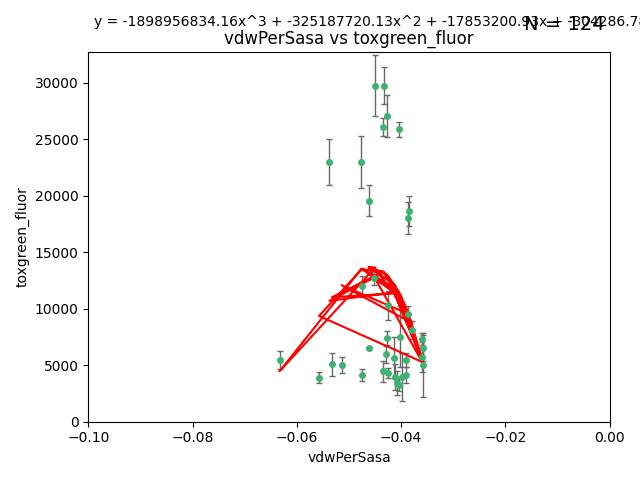 y = -1898956834.16x^3 + -325187720.13x^2 + -17853200.93x +
N = 124
vdwPerSasa vs toxgreen_fluor
30000
25000
20000
15000
10000
5000
0
toxgreen_fluor
−0.10 −0.08 −0.06 −0.04 −0.02 0.00
vdwPerSasa